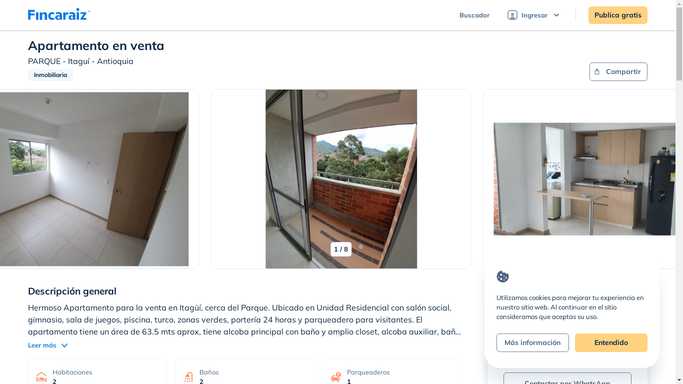 Fincaraiz
Buscador
Ingresar
Publica gratis
Apartamento en venta
PARQUE - Itaguí - Antioquia
Inmobiliaria
Compartir
1 / 8
Descripción general
Hermoso Apartamento para la venta en Itagüí, cerca del Parque. Ubicado en Unidad Residencial con salón social,
gimnasio, sala de juegos, piscina, turco, zonas verdes, portería 24 horas y parqueadero para visitantes. El
apartamento tiene un área de 63.5 mts aprox, tiene alcoba principal con baño y amplio closet, alcoba auxiliar, bañ...
Leer más
Habitaciones
2
Baños
2
Parqueaderos
1
Utilizamos cookies para mejorar tu experiencia en
nuestro sitio web. Al continuar en el sitio
consideramos que aceptas su uso.
Más información
Entendido
Contactar por WhatsApp